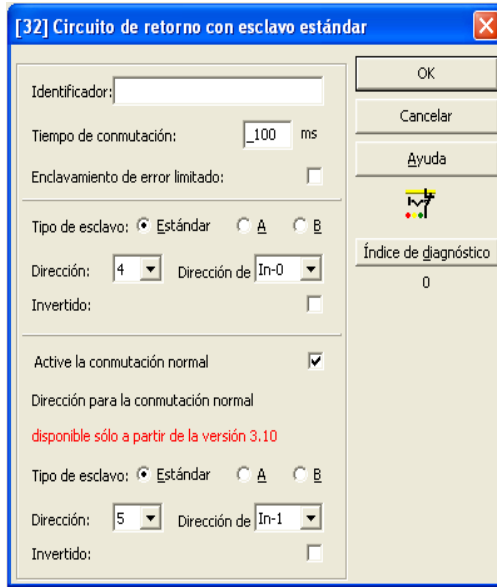 [32] Circuito de retorno con esclavo estándar
Identificador:
Tiempo de conmutación: _100 ms
Enclavamiento de error limitado:
Tipo de esclavo: Estándar A B
Dirección: 4 Dirección de In-0
Invertido:
Active la conmutación normal
Dirección para la conmutación normal
disponible sólo a partir de la versión 3.10
Tipo de esclavo: Estándar A B
Dirección: 5 Dirección de In-1
Invertido:
OK
Cancelar
Ayuda
Índice de diagnóstico
0